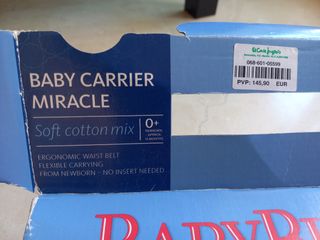 BABY CARRIER
MIRACLE
Soft cotton mix
0+
ERGONOMIC WAIST BELT
FLEXIBLE CARRYING
FROM NEWBORN - NO INSERT NEEDED
El Corte Inglés
068-601-05599
PVP: 145,90 EUR